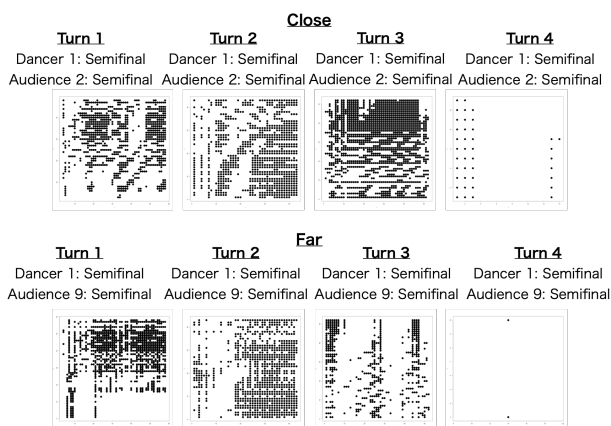 Close
Turn 1 Turn 2 Turn 3 Turn 4
Dancer 1: Semifinal Dancer 1: Semifinal Dancer 1: Semifinal Dancer 1: Semifinal
Audience 2: Semifinal Audience 2: Semifinal Audience 2: Semifinal Audience 2: Semifinal
Far
Turn 1 Turn 2 Turn 3 Turn 4
Dancer 1: Semifinal Dancer 1: Semifinal Dancer 1: Semifinal Dancer 1: Semifinal
Audience 9: Semifinal Audience 9: Semifinal Audience 9: Semifinal Audience 9: Semifinal